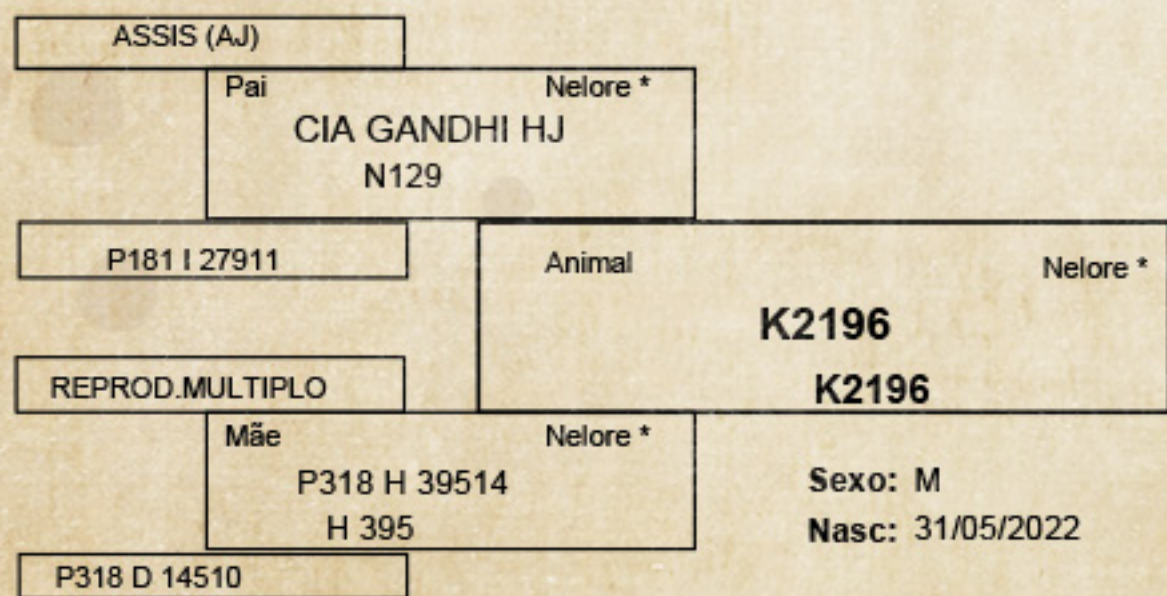 ASSIS (AJ)
Pai Nelore *
CIA GANDHI HJ
N129
P181 I 27911
Animal Nelore *
K2196
K2196
REPROD.MULTIPLO
Mãe Nelore *
P318 H 39514
H 395
Sexo: M
Nasc: 31/05/2022
P318 D 14510